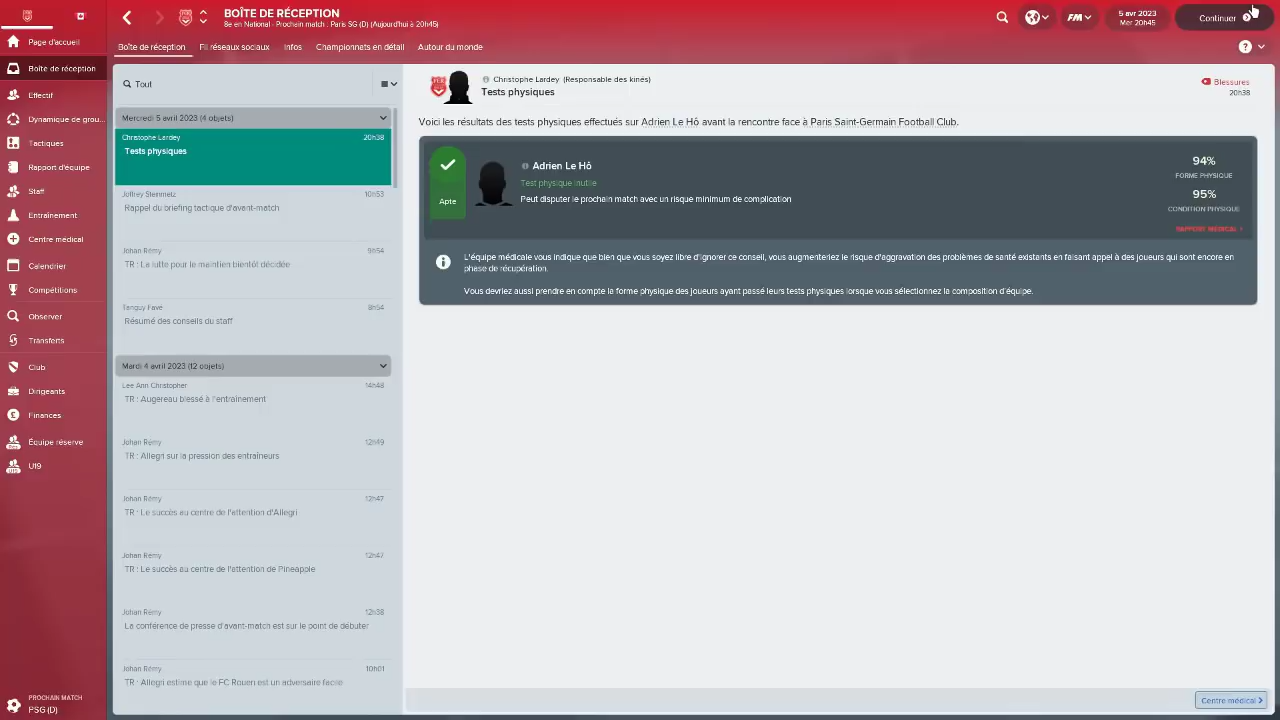 BOÎTE DE RÉCEPTION
8e en National - Prochain match : Paris SG (D) (Aujourd'hui à 20h45)
FM
5 avr 2023
Mer 20h45
Continuer
Boîte de réception
Fil réseaux sociaux
Infos
Championnats en détail
Autour du monde
?
Page d'accueil
Boîte de réception
Effectif
Dynamique de grou...
Tactiques
Rapport d'équipe
Staff
Entraînement
Centre médical
Calendrier
Compétitions
Observer
Transferts
Club
Dirigeants
Finances
Équipe réserve
U19
PROCHAIN MATCH
PSG (D)
Tout
Mercredi 5 avril 2023 (4 objets)
Christophe Lardey 20h38
Tests physiques
Joffrey Steinmetz 10h53
Rappel du briefing tactique d'avant-match
Johan Rémy 9h54
TR : La lutte pour le maintien bientôt décidée
Tanguy Favé 8h54
Résumé des conseils du staff
Mardi 4 avril 2023 (12 objets)
Lee Ann Christopher 14h48
TR : Augereau blessé à l'entraînement
Johan Rémy 12h49
TR : Allegri sur la pression des entraîneurs
Johan Rémy 12h47
TR : Le succès au centre de l'attention d'Allegri
Johan Rémy 12h47
TR : Le succès au centre de l'attention de Pineapple
Johan Rémy 12h38
La conférence de presse d'avant-match est sur le point de débuter
Johan Rémy 10h01
TR : Allegri estime que le FC Rouen est un adversaire facile
Christophe Lardey (Responsable des kinés)
Tests physiques
Blessures
20h38
Voici les résultats des tests physiques effectués sur Adrien Le Hô avant la rencontre face à Paris Saint-Germain Football Club.
Apte
Adrien Le Hô
Test physique inutile
Peut disputer le prochain match avec un risque minimum de complication
94%
FORME PHYSIQUE
95%
CONDITION PHYSIQUE
RAPPORT MÉDICAL >
L'équipe médicale vous indique que bien que vous soyez libre d'ignorer ce conseil, vous augmenteriez le risque d'aggravation des problèmes de santé existants en faisant appel à des joueurs qui sont encore en
phase de récupération.
Vous devriez aussi prendre en compte la forme physique des joueurs ayant passé leurs tests physiques lorsque vous sélectionnez la composition d'équipe.
Centre médical >